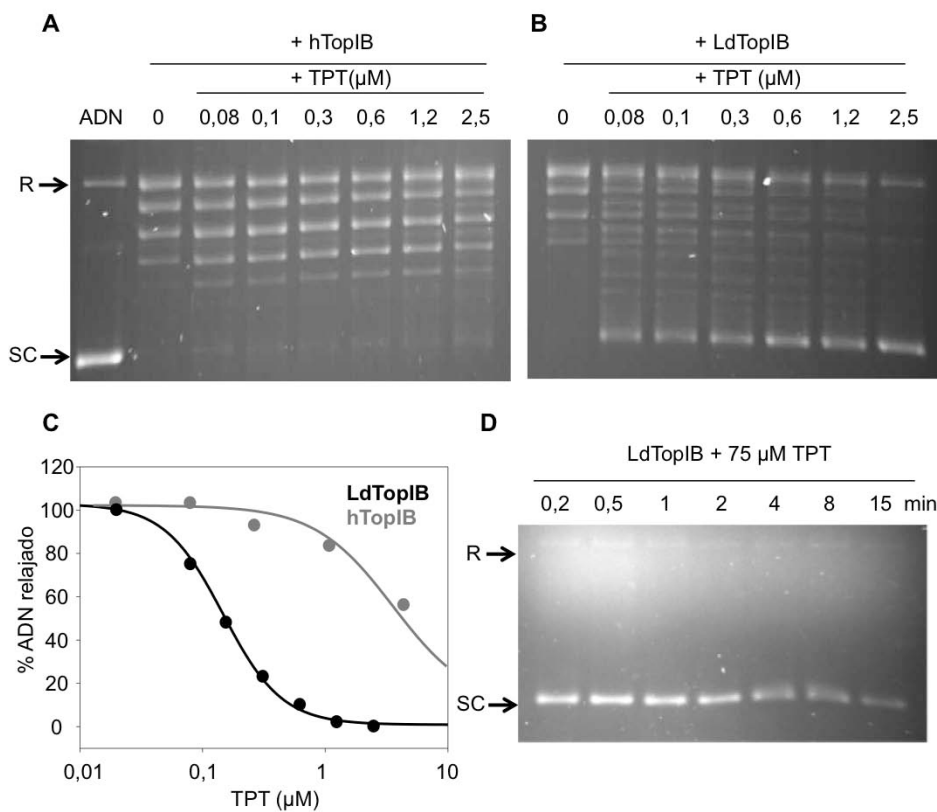 A
+ hTopIB
+ TPT(µM)
ADN 0 0,08 0,1 0,3 0,6 1,2 2,5
R
SC
B
+ LdTopIB
+ TPT (µM)
0 0,08 0,1 0,3 0,6 1,2 2,5
C
120
100
80
60
40
20
0
% ADN relajado
LdTopIB
hTopIB
0,01 0,1 1 10
TPT (µM)
D
LdTopIB + 75 µM TPT
0,2 0,5 1 2 4 8 15 min
R
SC